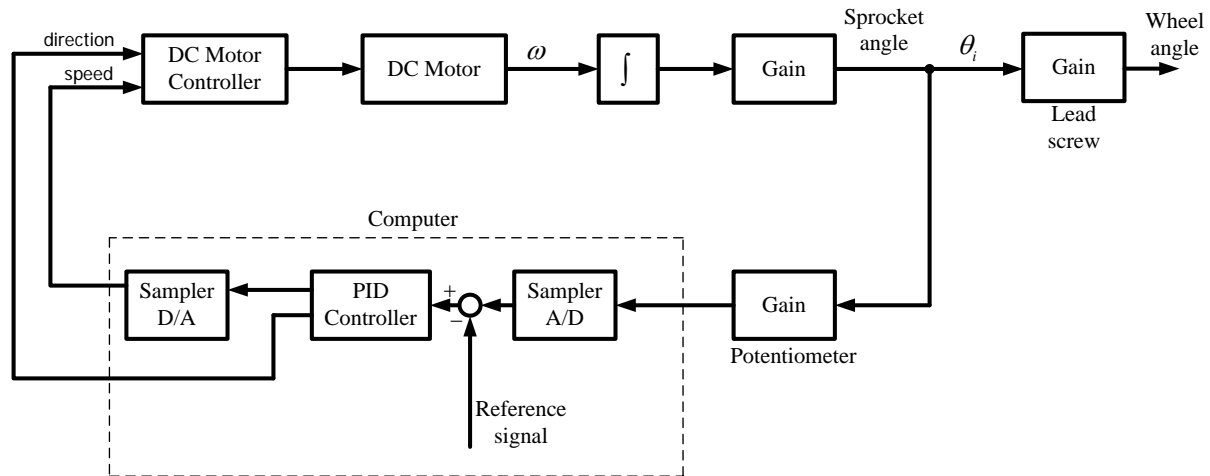 direction
speed
DC Motor
Controller
DC Motor
ω
∫
Gain
Sprocket
angle
θi
Gain
Lead
screw
Wheel
angle
Computer
Sampler
D/A
PID
Controller
+
−
Sampler
A/D
Gain
Potentiometer
Reference
signal